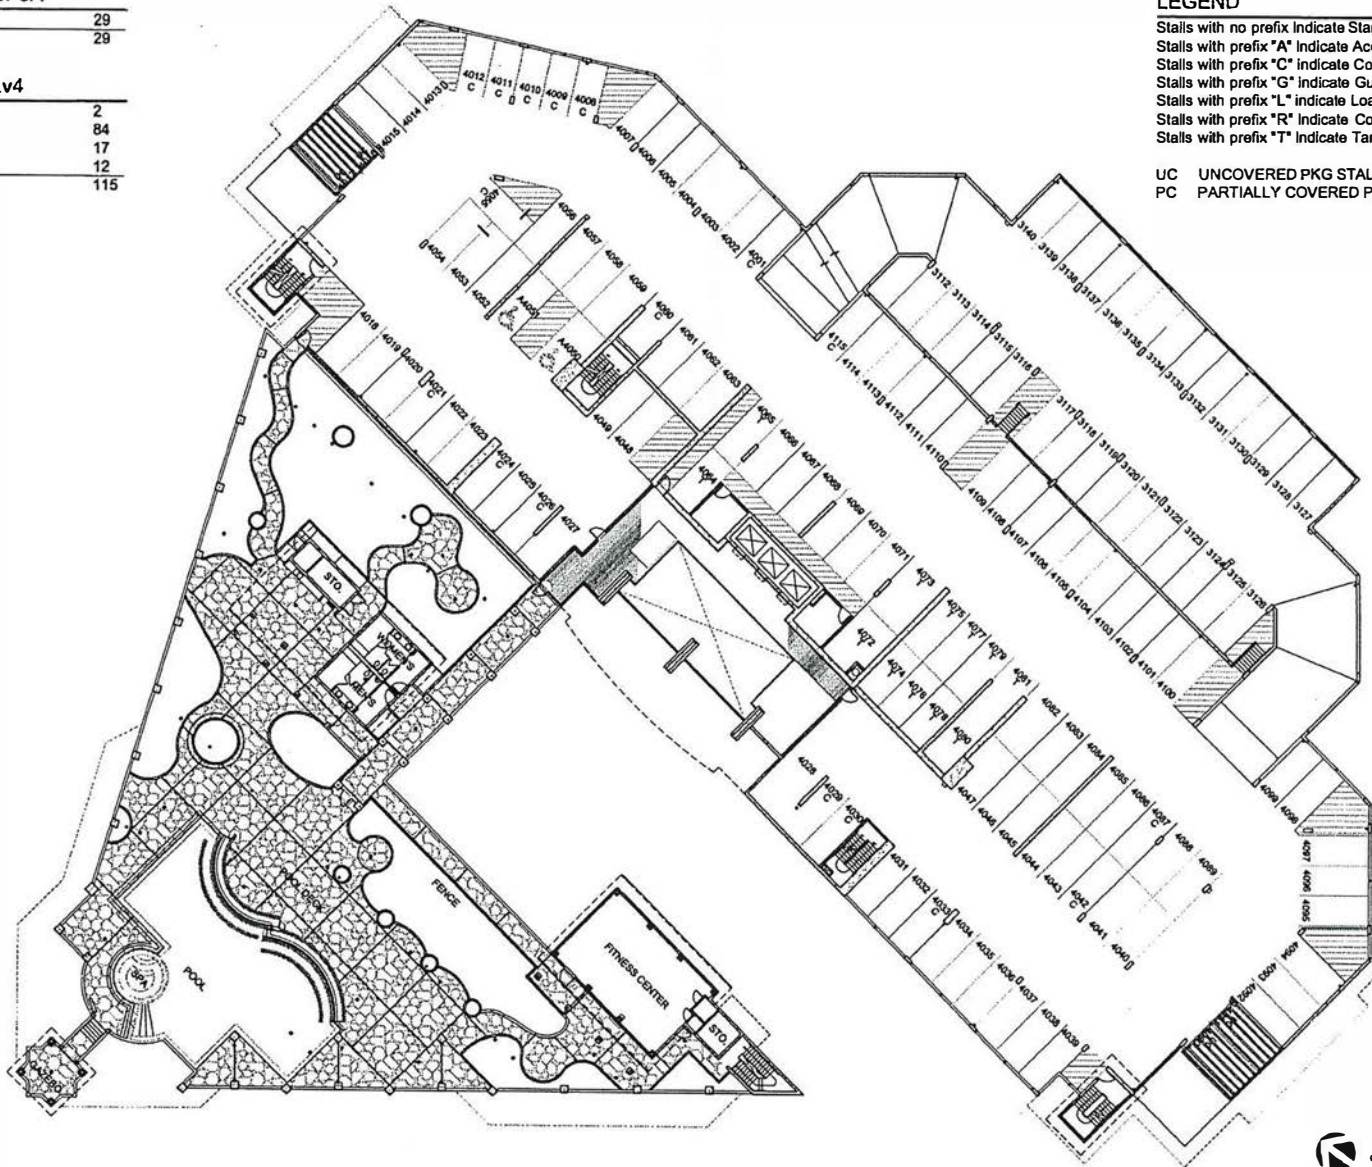 29
29
v4
2
84
17
12
115
LEGEND
Stalls with no prefix Indicate Sta
Stalls with prefix "A" Indicate Acc
Stalls with prefix "C" indicate Co
Stalls with prefix "G" indicate Gu
Stalls with prefix "L" indicate Loa
Stalls with prefix "R" Indicate Co
Stalls with prefix "T" Indicate Tan
UC UNCOVERED PKG STAL
PC PARTIALLY COVERED P
4012 C
4011 C
4010 C
4009 C
4008 C
4013
4014
4015
4007
4006
4005
4004
4003
4002
4001 C
4056
4057
4058
4059
4060 C
4061
4062
4063
4054
4053
4052
A4051
A4050
4049
4048
4018
4019
4020
4021 C
4022
4023
4024 C
4025
4026 C
4027
4064 T
4065 T
4066
4067
4068
4069
4070
4071
4072 T
4073 T
4074 T
4075 T
4076 T
4077 T
4078 T
4079 T
4080 T
4081 T
4082
4083
4084
4085
4086
4087 C
4088
4089
4047
4046
4045
4044
4043
4042 C
4041
4040
4028
4029 C
4030 C
4031
4032
4033 C
4034
4035
4036
4037
4038
4039
4115 C
4114
4113
4112
4111
4110
4109
4108
4107
4106
4105
4104
4103
4102
4101
4100
4099
4098
4097
4096
4095
4094
4093
4092
3112
3113
3114
3115
3116
3117
3118
3119
3120
3121
3122
3123
3124
3125
3126
3140
3139
3138
3137
3136
3135
3134
3133
3132
3131
3130
3129
3128
3127
STO.
WOMEN'S
MEN'S
POOL DECK
FENCE
POOL
SPA
GAZEBO
FITNESS CENTER
STO.